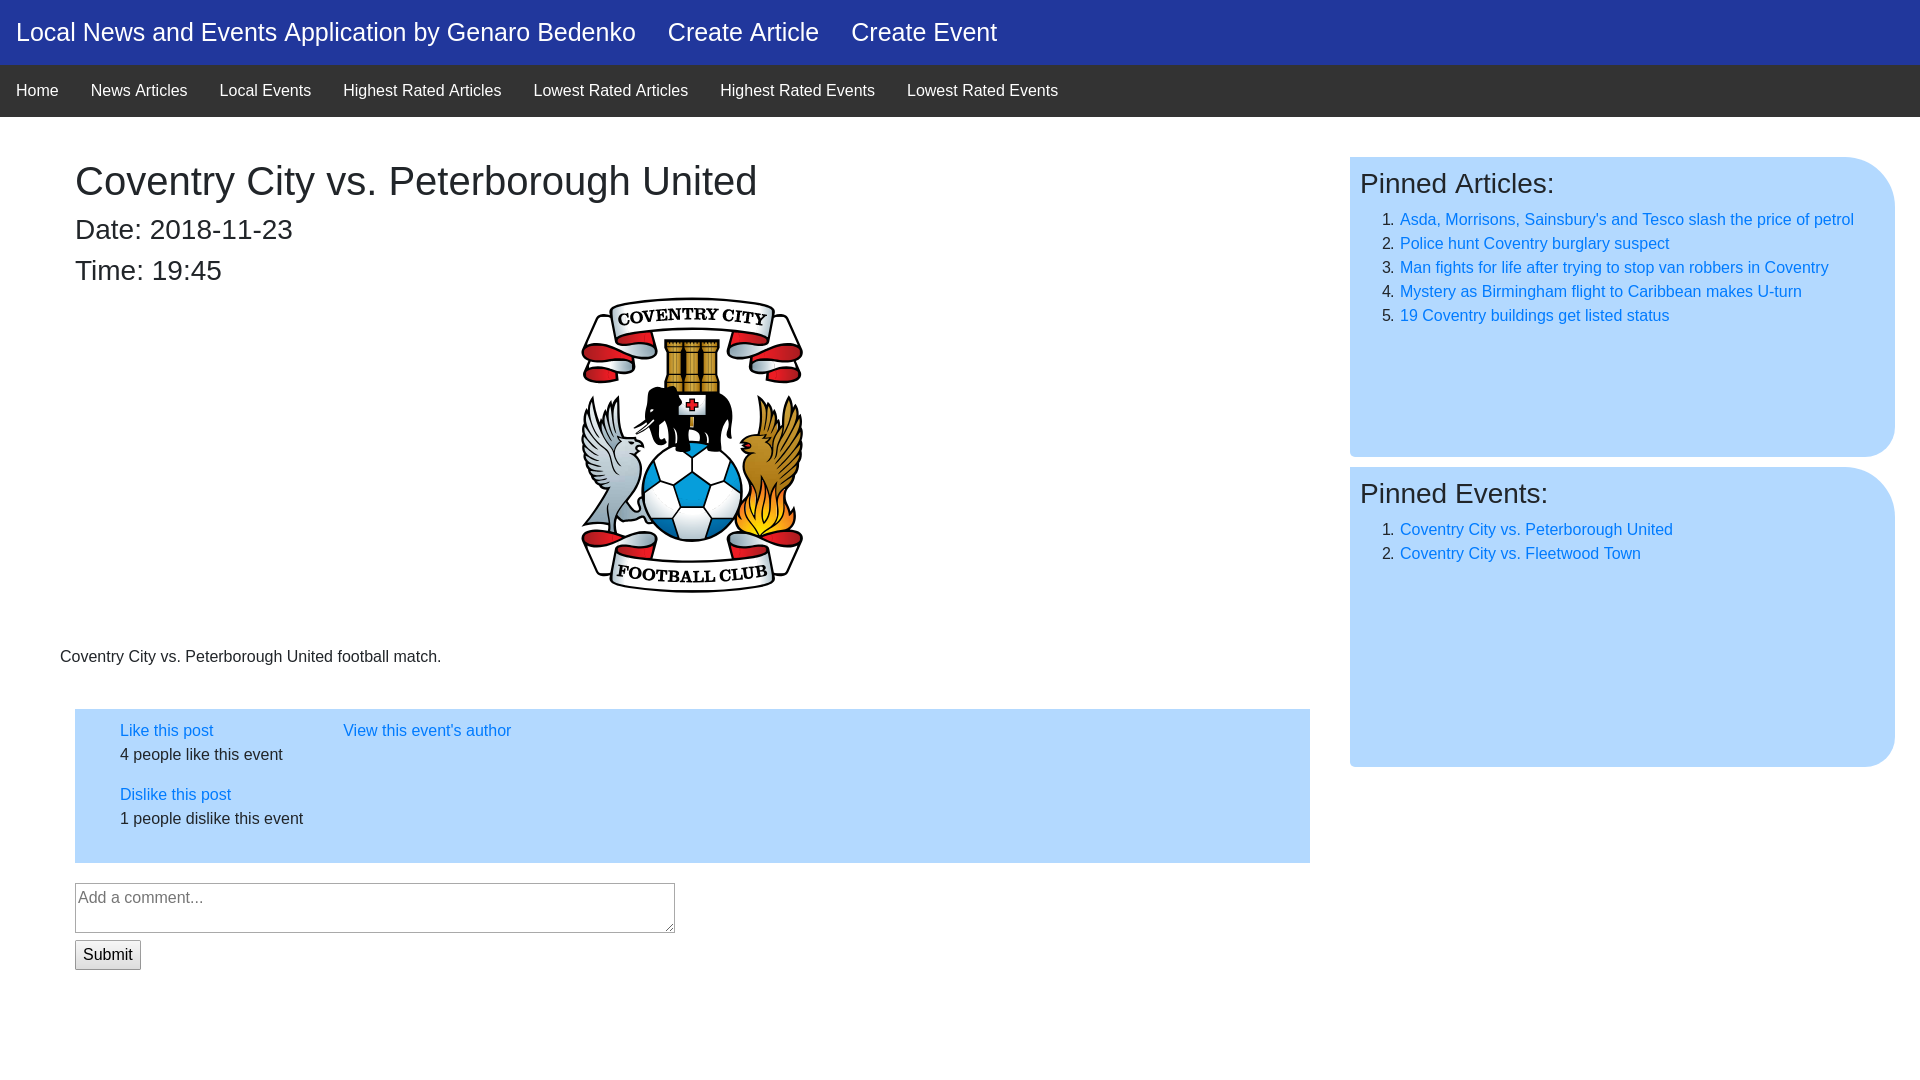 Local News and Events Application by Genaro Bedenko Create Article Create Event
Home News Articles Local Events Highest Rated Articles Lowest Rated Articles Highest Rated Events Lowest Rated Events
Coventry City vs. Peterborough United
Date: 2018-11-23
Time: 19:45
COVENTRY CITY
FOOTBALL CLUB
Coventry City vs. Peterborough United football match.
Like this post
4 people like this event
Dislike this post
1 people dislike this event
View this event's author
Add a comment...
Submit
Pinned Articles:
1. Asda, Morrisons, Sainsbury's and Tesco slash the price of petrol
2. Police hunt Coventry burglary suspect
3. Man fights for life after trying to stop van robbers in Coventry
4. Mystery as Birmingham flight to Caribbean makes U-turn
5. 19 Coventry buildings get listed status
Pinned Events:
1. Coventry City vs. Peterborough United
2. Coventry City vs. Fleetwood Town